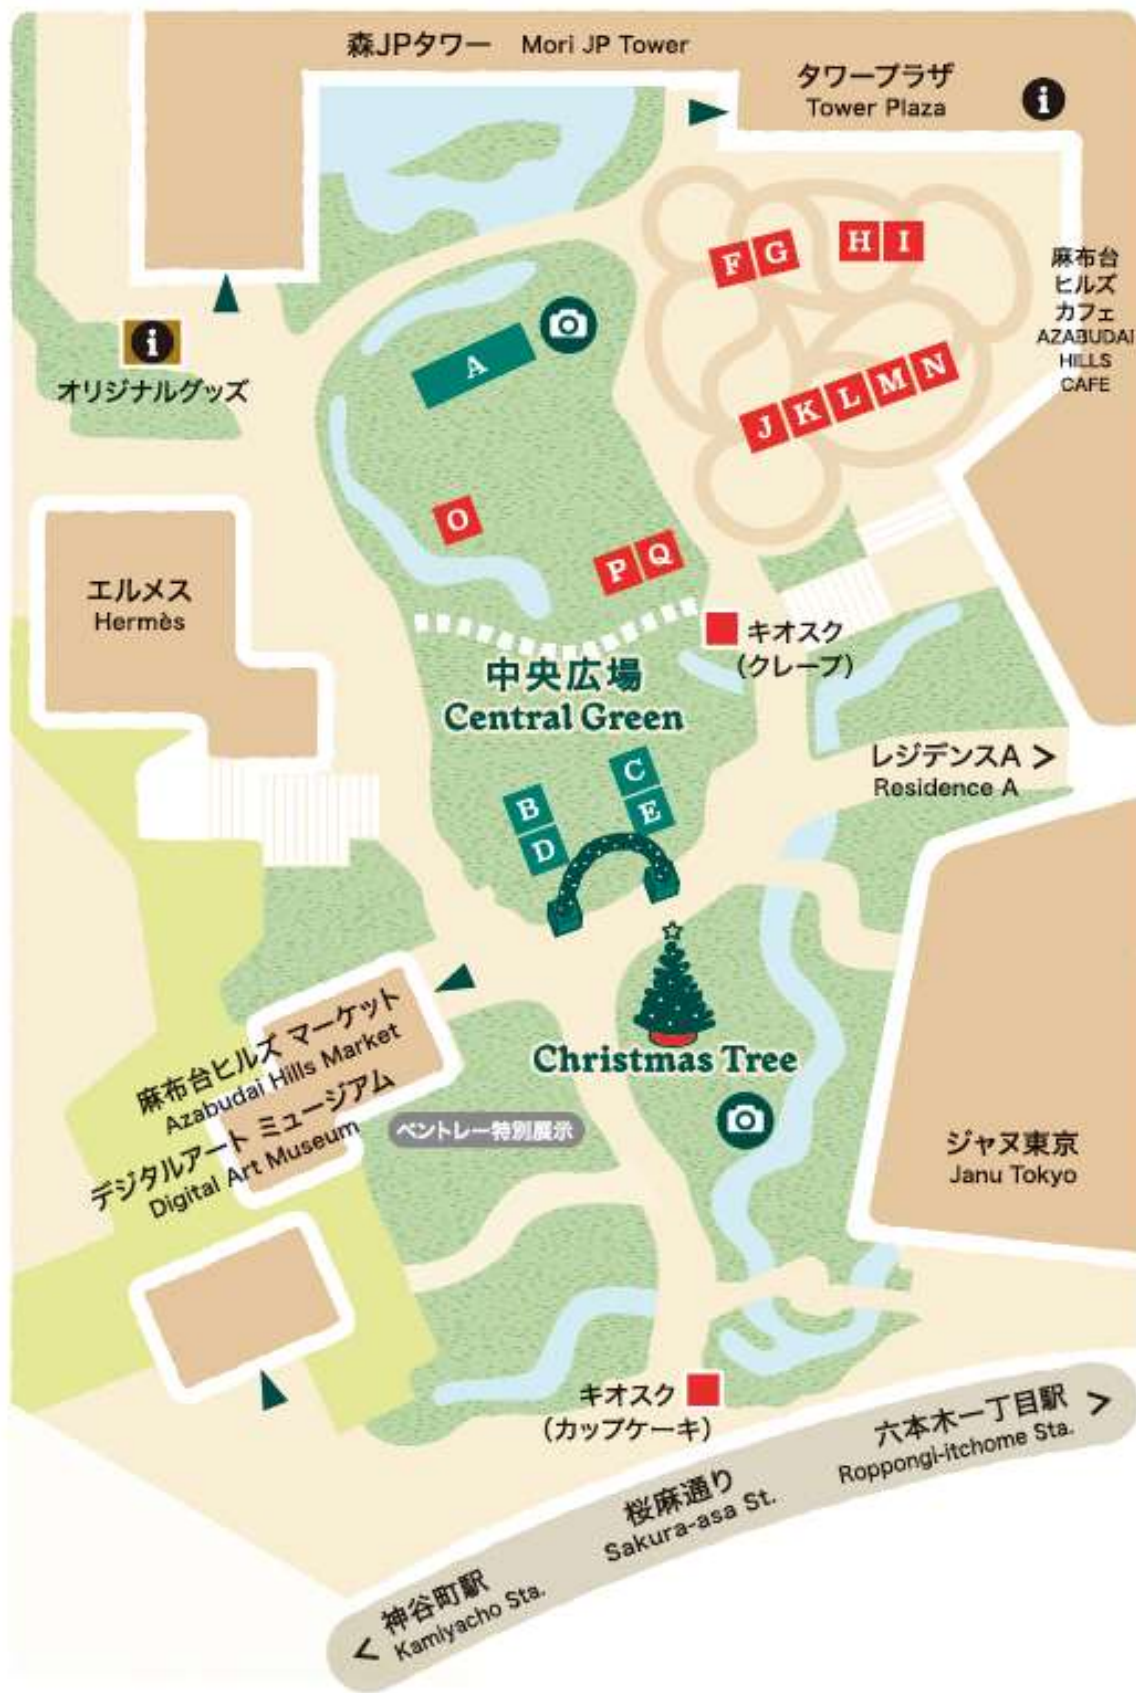 森JPタワー Mori JP Tower
タワープラザ
Tower Plaza
i
F G H I
麻布台
ヒルズ
カフェ
AZABUDAI
HILLS
CAFE
i
オリジナルグッズ
A
J K L M N
O
P Q
エルメス
Hermès
キオスク
(クレープ)
中央広場
Central Green
レジデンスA >
Residence A
B
D
C
E
麻布台ヒルズ マーケット
Azabudai Hills Market
デジタルアート ミュージアム
Digital Art Museum
Christmas Tree
ベントレー特別展示
ジャヌ東京
Janu Tokyo
キオスク
(カップケーキ)
六本木一丁目駅 >
Roppongi-itchome Sta.
桜麻通り
Sakura-asa St.
神谷町駅
< Kamiyacho Sta.